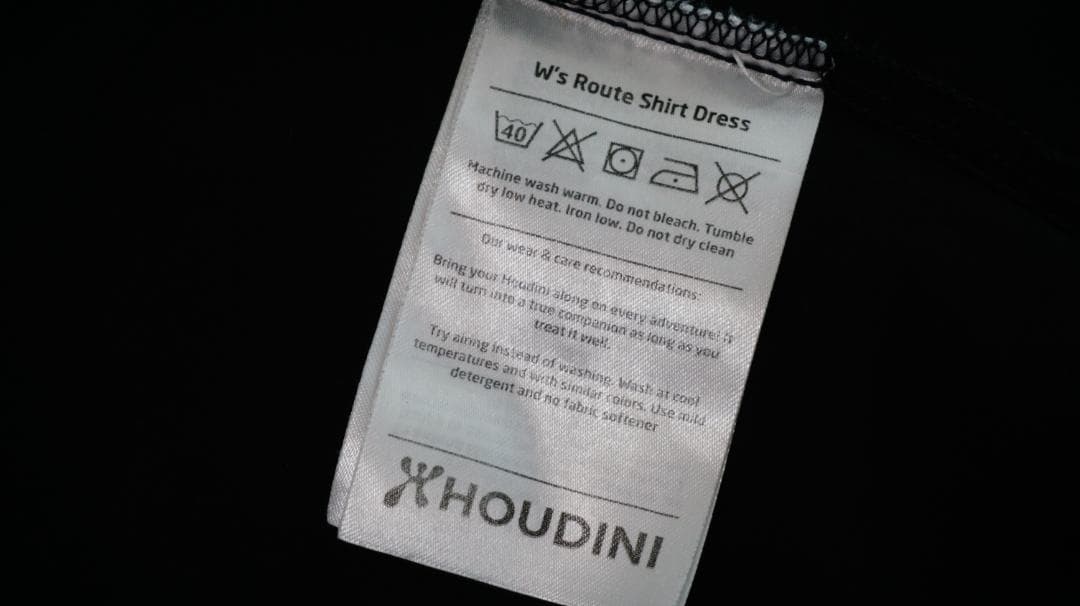 W's Route Shirt Dress
40
Machine wash warm. Do not bleach. Tumble
dry low heat. Iron low. Do not dry clean
Our wear & care recommendations:
Bring your Houdini along on every adventure! It
will turn into a true companion as long as you
treat it well.
Try airing instead of washing. Wash at cool
temperatures and with similar colors. Use mild
detergent and no fabric softener
HOUDINI